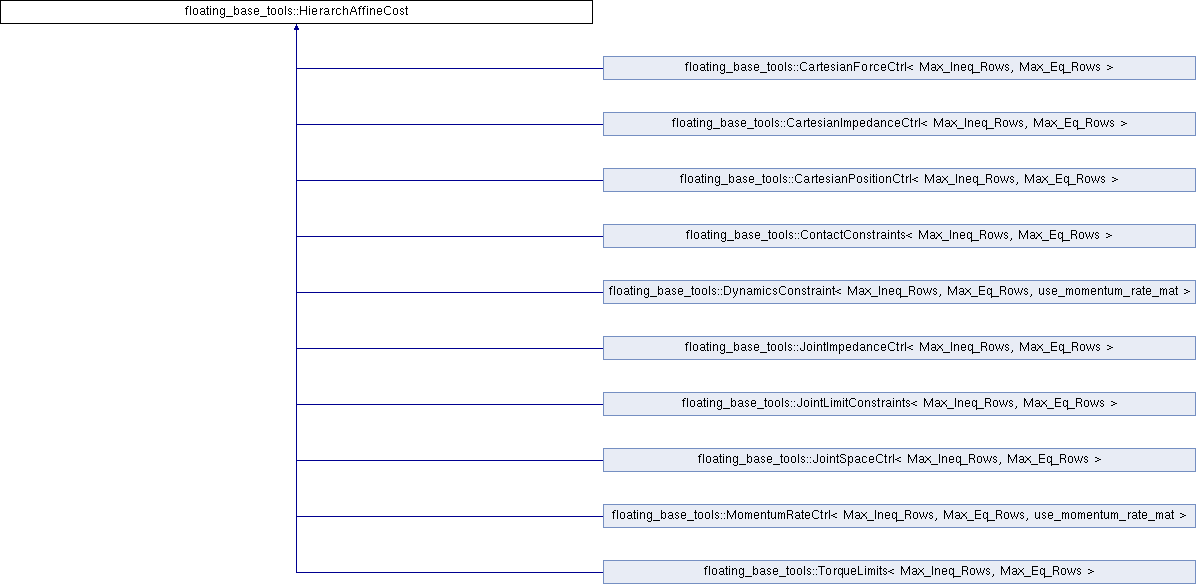 floating_base_tools::HierarchAffineCost
floating_base_tools::CartesianForceCtrl< Max_Ineq_Rows, Max_Eq_Rows >
floating_base_tools::CartesianImpedanceCtrl< Max_Ineq_Rows, Max_Eq_Rows >
floating_base_tools::CartesianPositionCtrl< Max_Ineq_Rows, Max_Eq_Rows >
floating_base_tools::ContactConstraints< Max_Ineq_Rows, Max_Eq_Rows >
floating_base_tools::DynamicsConstraint< Max_Ineq_Rows, Max_Eq_Rows, use_momentum_rate_mat >
floating_base_tools::JointImpedanceCtrl< Max_Ineq_Rows, Max_Eq_Rows >
floating_base_tools::JointLimitConstraints< Max_Ineq_Rows, Max_Eq_Rows >
floating_base_tools::JointSpaceCtrl< Max_Ineq_Rows, Max_Eq_Rows >
floating_base_tools::MomentumRateCtrl< Max_Ineq_Rows, Max_Eq_Rows, use_momentum_rate_mat >
floating_base_tools::TorqueLimits< Max_Ineq_Rows, Max_Eq_Rows >